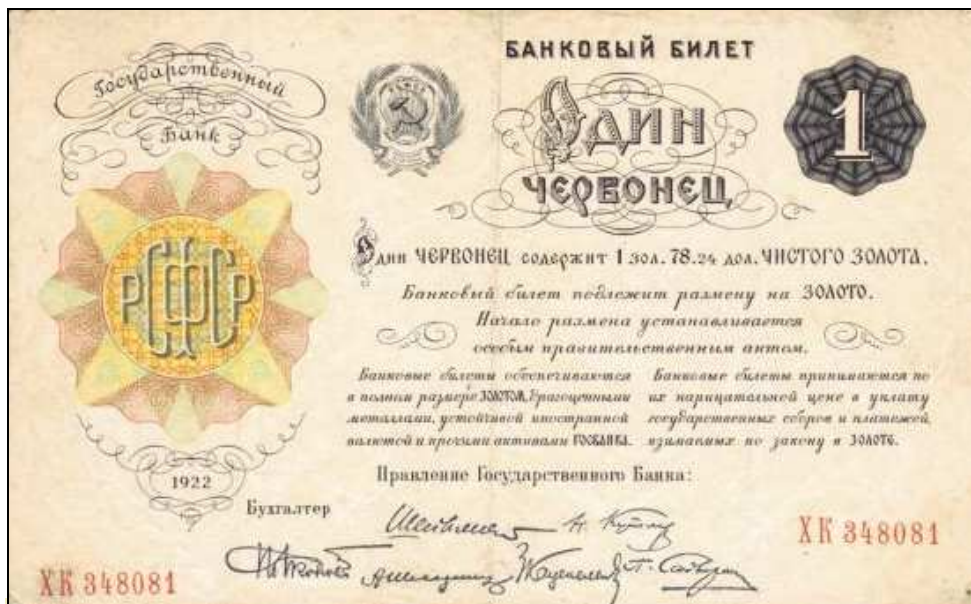 БАНКОВЫЙ БИЛЕТ
Государственный
Банк
РСФСР
1
ОДИН
ЧЕРВОНЕЦ
РСФСР
Один ЧЕРВОНЕЦ содержит 1 зол. 78.24 дол. ЧИСТОГО ЗОЛОТА.
Банковый билет подлежит размену на ЗОЛОТО.
Начало размена устанавливается
особым правительственным актом.
Банковые билеты обеспечиваются
в полном размере ЗОЛОТОМ, драгоценными
металлами, устойчивой иностранной
валютой и прочими активами ГОСБАНКА.
Банковые билеты принимаются по
их нарицательной цене в уплату
государственных сборов и платежей,
взимаемых по закону в ЗОЛОТЕ.
1922
Правление Государственного Банка:
Бухгалтер
ХК 348081
ХК 348081